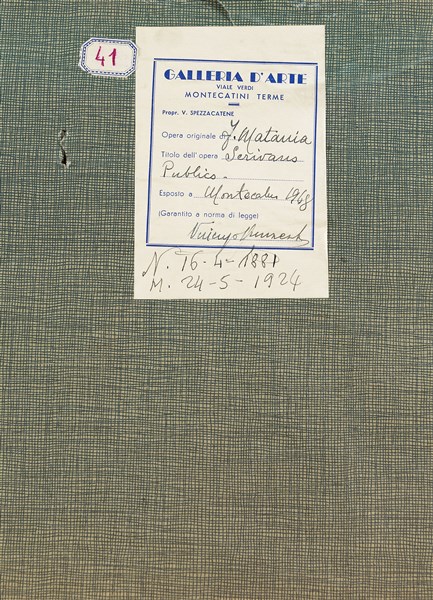 41
GALLERIA D'ARTE
VIALE VERDI
MONTECATINI TERME
Propr. V. SPEZZACATENE
Opera originale di J. Matania
Titolo dell'opera Scrivano
Publico.
Esposto a Montecatini 1968
(Garantito a norma di legge)
N. 16-4-1881
M. 24-5-1924